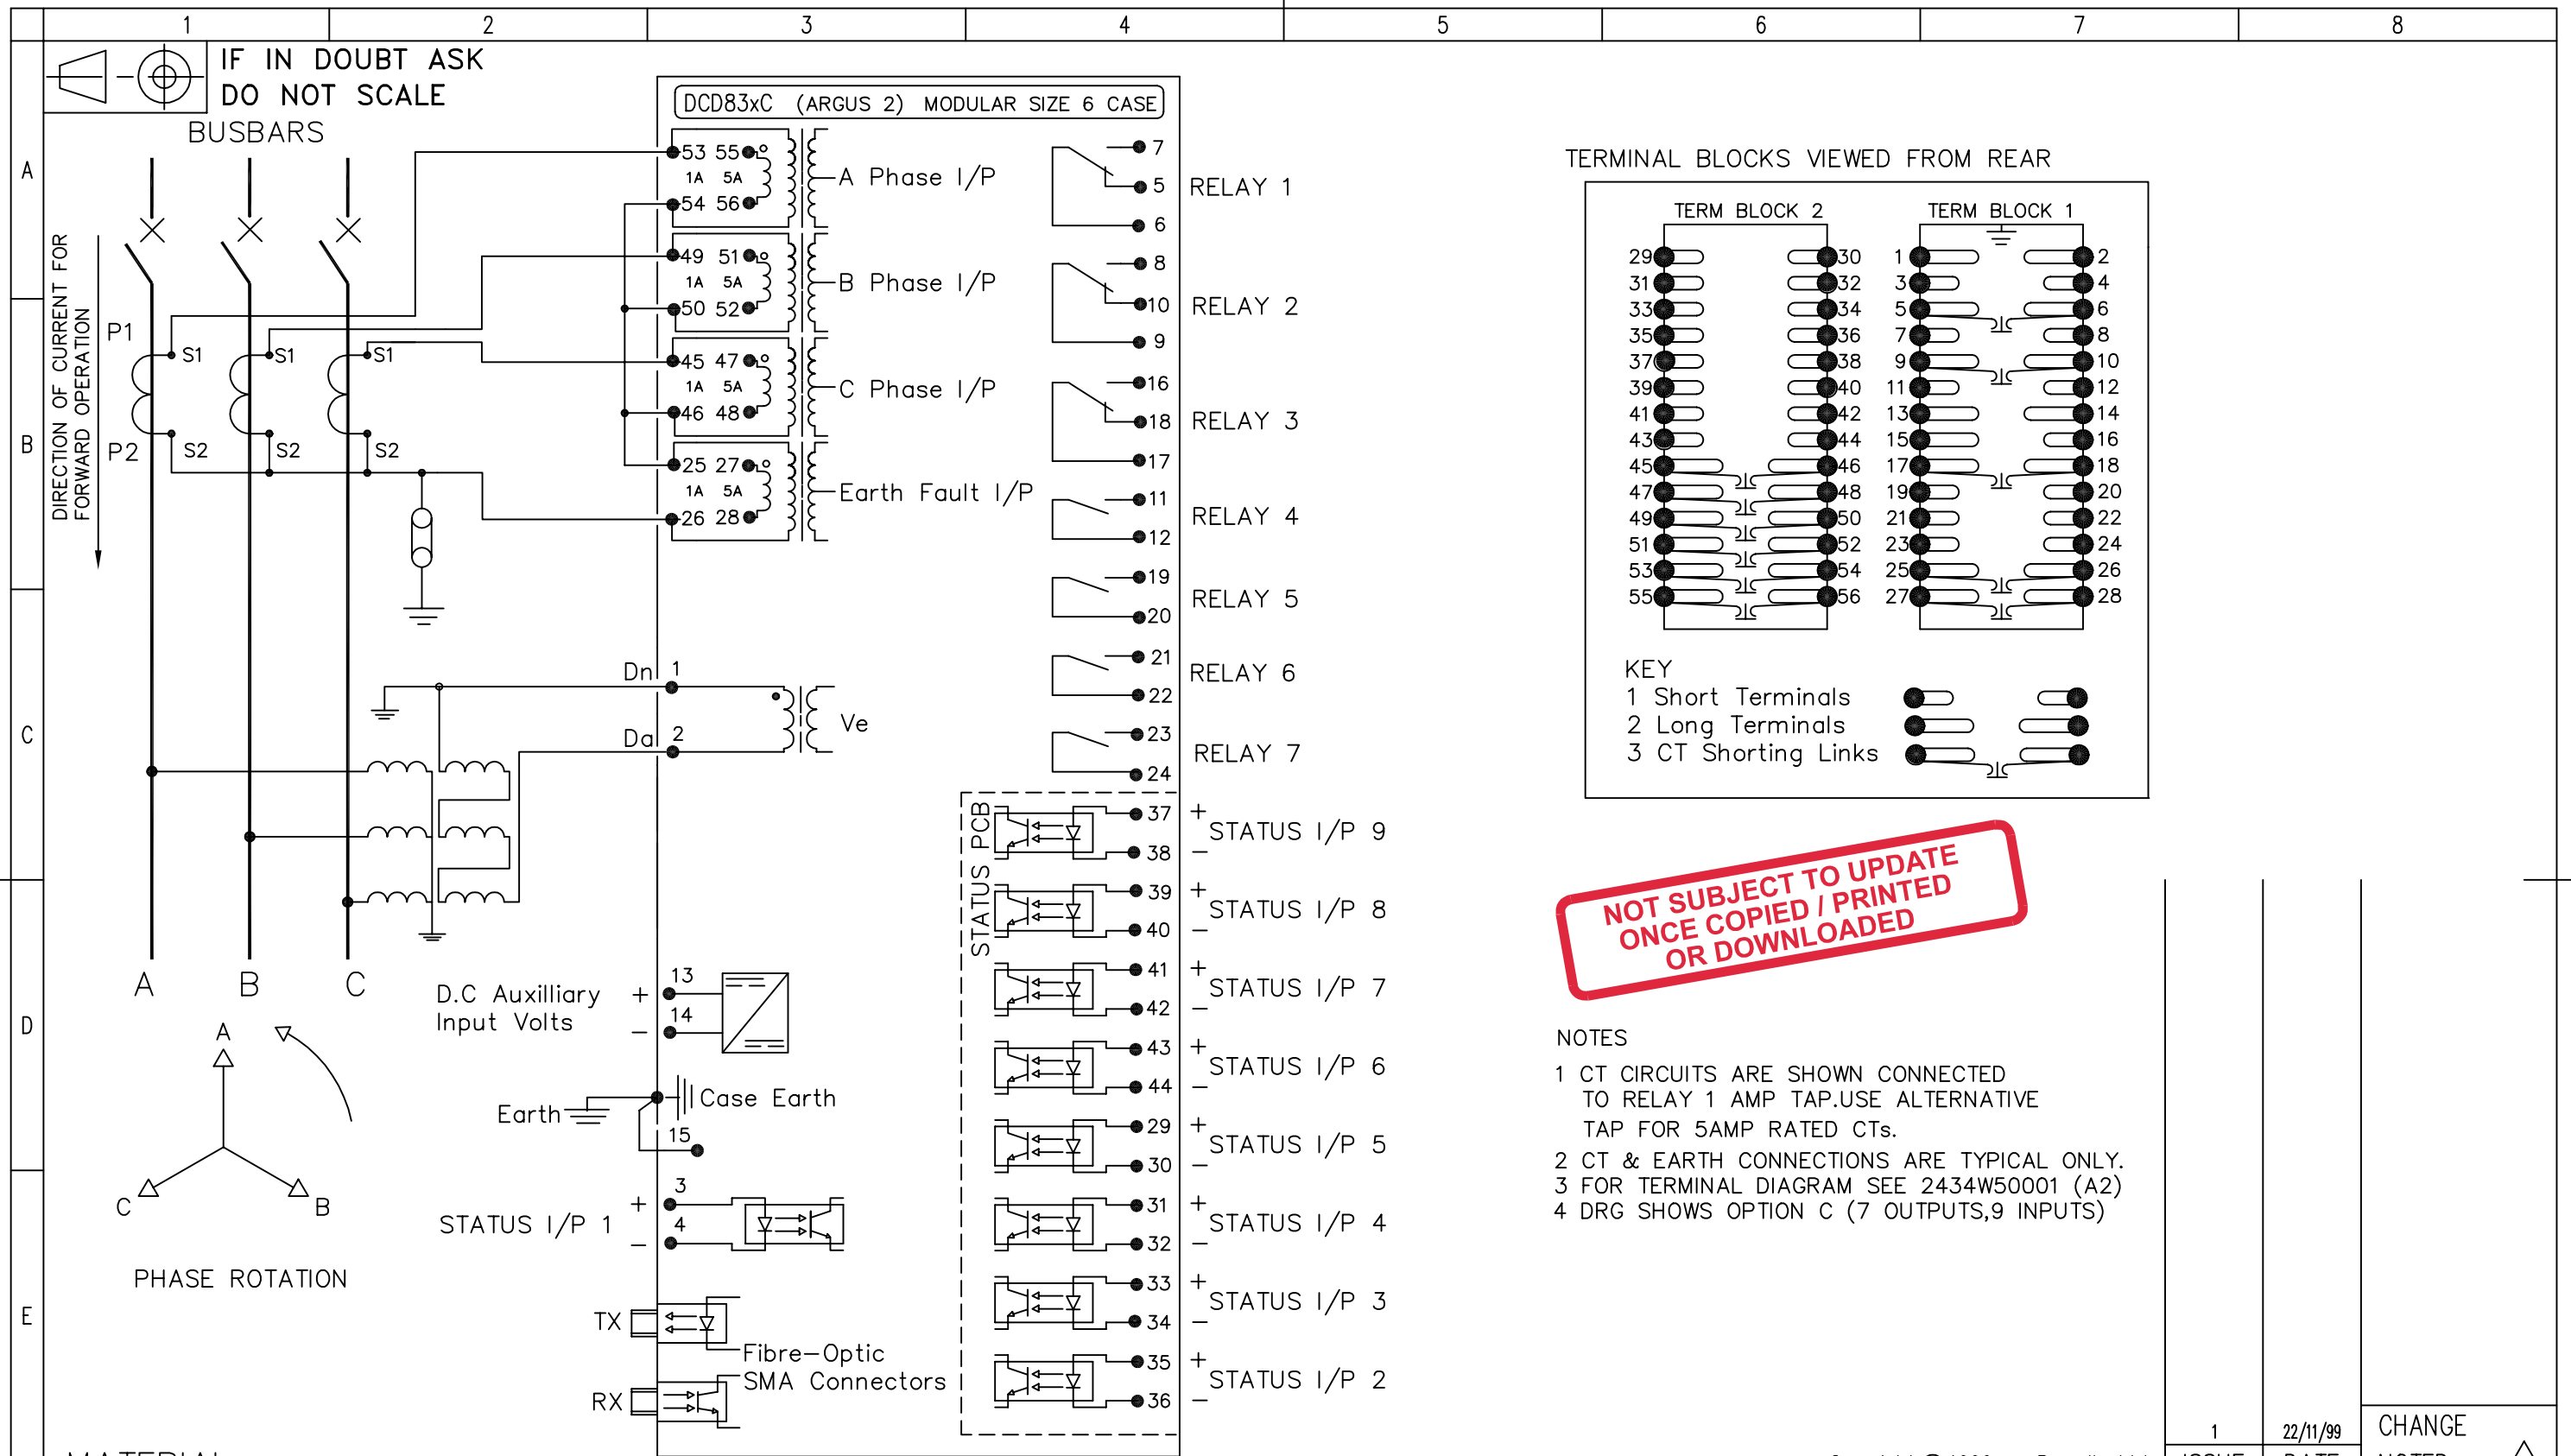 1 2 3 4 5 6 7 8
A
B
C
D
E
IF IN DOUBT ASK
DO NOT SCALE
BUSBARS
DIRECTION OF CURRENT FOR
FORWARD OPERATION
P1
P2
S1 S1 S1
S2 S2 S2
DCD83xC (ARGUS 2) MODULAR SIZE 6 CASE
53 55
1A 5A
54 56
A Phase I/P
49 51
1A 5A
50 52
B Phase I/P
45 47
1A 5A
46 48
C Phase I/P
25 27
1A 5A
26 28
Earth Fault I/P
Dn 1
Da 2
Ve
A B C
A
C B
PHASE ROTATION
D.C Auxilliary
Input Volts
+ 13
− 14
Earth
Case Earth
15
STATUS I/P 1
+ 3
− 4
TX
RX
Fibre-Optic
SMA Connectors
7
5 RELAY 1
6
8
10 RELAY 2
9
16
18 RELAY 3
17
11
RELAY 4
12
19
RELAY 5
20
21
RELAY 6
22
23
RELAY 7
24
STATUS PCB
37 +
STATUS I/P 9
38 −
39 +
STATUS I/P 8
40 −
41 +
STATUS I/P 7
42 −
43 +
STATUS I/P 6
44 −
29 +
STATUS I/P 5
30 −
31 +
STATUS I/P 4
32 −
33 +
STATUS I/P 3
34 −
35 +
STATUS I/P 2
36 −
TERMINAL BLOCKS VIEWED FROM REAR
TERM BLOCK 2 TERM BLOCK 1
29 30 1 2
31 32 3 4
33 34 5 6
35 36 7 8
37 38 9 10
39 40 11 12
41 42 13 14
43 44 15 16
45 46 17 18
47 48 19 20
49 50 21 22
51 52 23 24
53 54 25 26
55 56 27 28
KEY
1 Short Terminals
2 Long Terminals
3 CT Shorting Links
NOT SUBJECT TO UPDATE
ONCE COPIED / PRINTED
OR DOWNLOADED
NOTES
1 CT CIRCUITS ARE SHOWN CONNECTED
TO RELAY 1 AMP TAP.USE ALTERNATIVE
TAP FOR 5AMP RATED CTs.
2 CT & EARTH CONNECTIONS ARE TYPICAL ONLY.
3 FOR TERMINAL DIAGRAM SEE 2434W50001 (A2)
4 DRG SHOWS OPTION C (7 OUTPUTS,9 INPUTS)
1 22/11/99 CHANGE